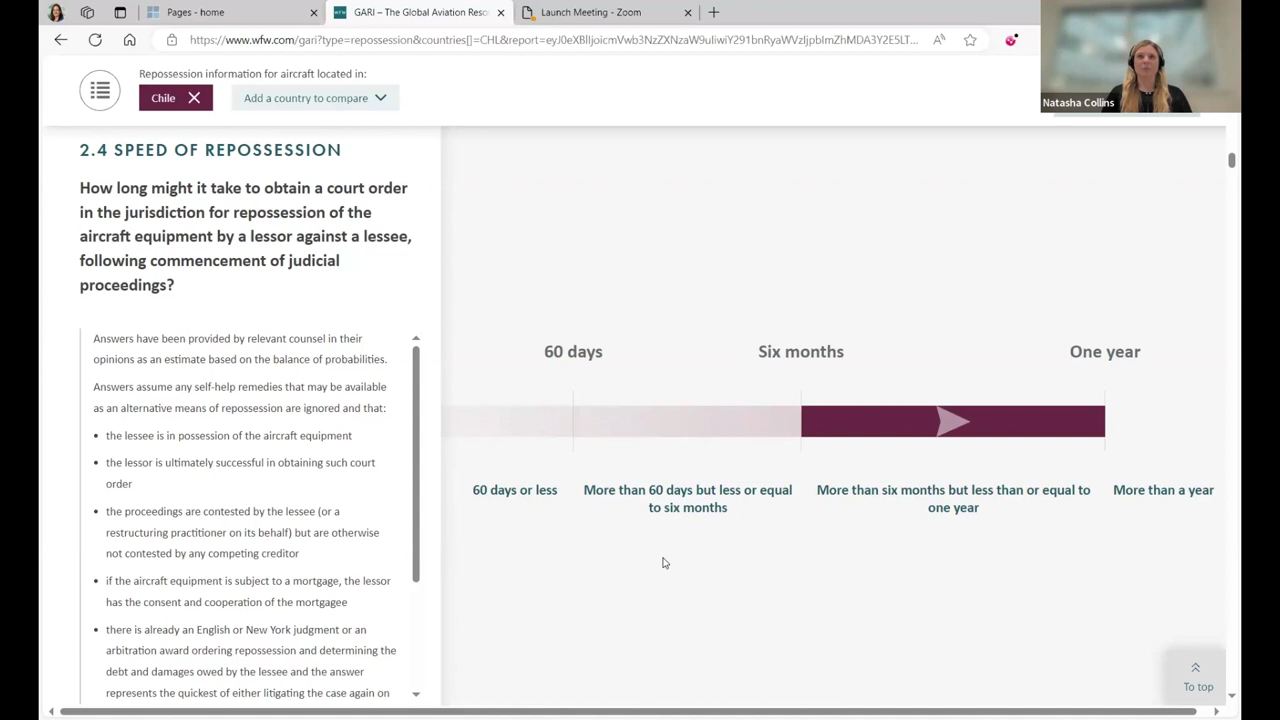 Pages - home
GARI – The Global Aviation Reso
Launch Meeting - Zoom
Repossession information for aircraft located in:
Chile
Add a country to compare
Natasha Collins
2.4 SPEED OF REPOSSESSION
How long might it take to obtain a court order
in the jurisdiction for repossession of the
aircraft equipment by a lessor against a lessee,
following commencement of judicial
proceedings?
Answers have been provided by relevant counsel in their
opinions as an estimate based on the balance of probabilities.
Answers assume any self-help remedies that may be available
as an alternative means of repossession are ignored and that:
• the lessee is in possession of the aircraft equipment
• the lessor is ultimately successful in obtaining such court
order
• the proceedings are contested by the lessee (or a
restructuring practitioner on its behalf) but are otherwise
not contested by any competing creditor
• if the aircraft equipment is subject to a mortgage, the lessor
has the consent and cooperation of the mortgagee
• there is already an English or New York judgment or an
arbitration award ordering repossession and determining the
debt and damages owed by the lessee and the answer
represents the quickest of either litigating the case again on
60 days
Six months
One year
60 days or less
More than 60 days but less or equal
to six months
More than six months but less than or equal to
one year
More than a year
To top